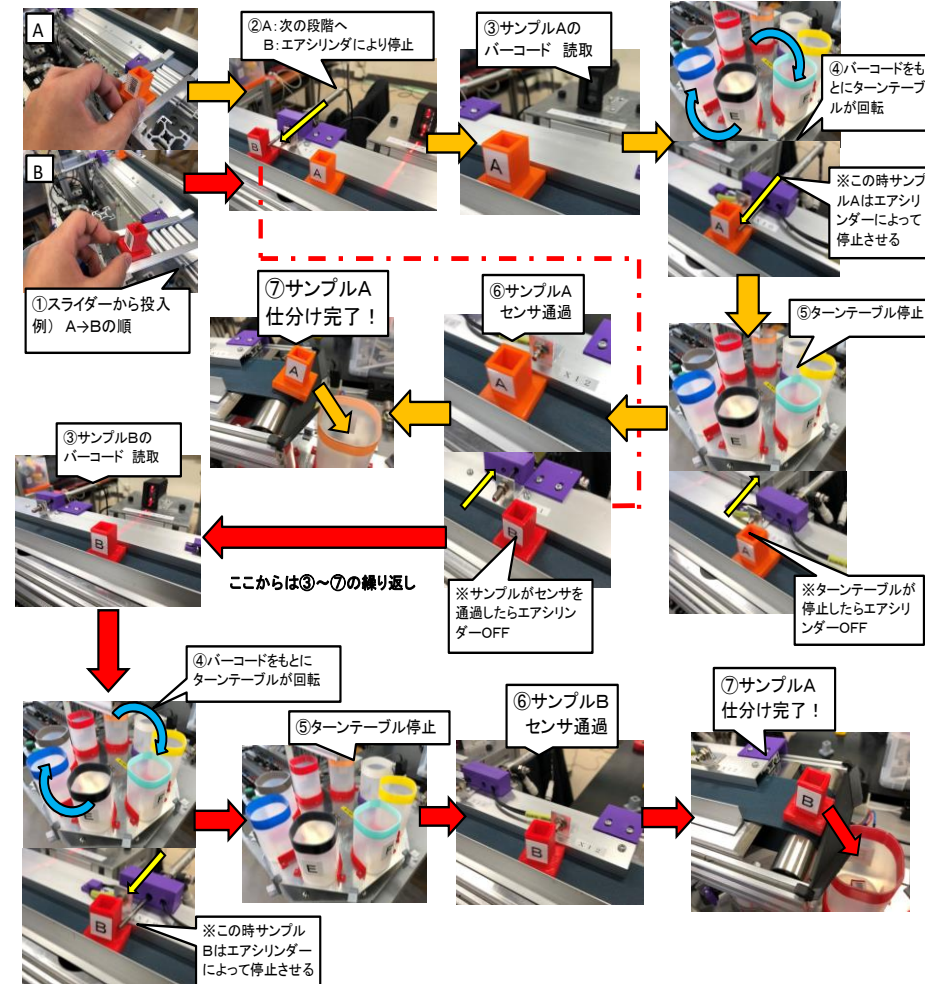 A
B
①スライダーから投入
例） A→Bの順
②A：次の段階へ
B：エアシリンダにより停止
B
A
③サンプルAの
バーコード 読取
A
④バーコードをも
とにターンテーブ
ルが回転
E
※この時サンプ
ルAはエアシリ
ンダーによって
停止させる
A
⑤ターンテーブル停止
E
※ターンテーブルが
停止したらエアシリ
ンダーOFF
A
⑥サンプルA
センサ通過
A
X12
⑦サンプルA
仕分け完了！
A
B
※サンプルがセンサを
通過したらエアシリン
ダーOFF
ここからは③～⑦の繰り返し
③サンプルBの
バーコード 読取
B
④バーコードをもとに
ターンテーブルが回転
E
※この時サンプル
Bはエアシリンダー
によって停止させる
B
⑤ターンテーブル停止
E
⑥サンプルB
センサ通過
B
X12
⑦サンプルA
仕分け完了！
B